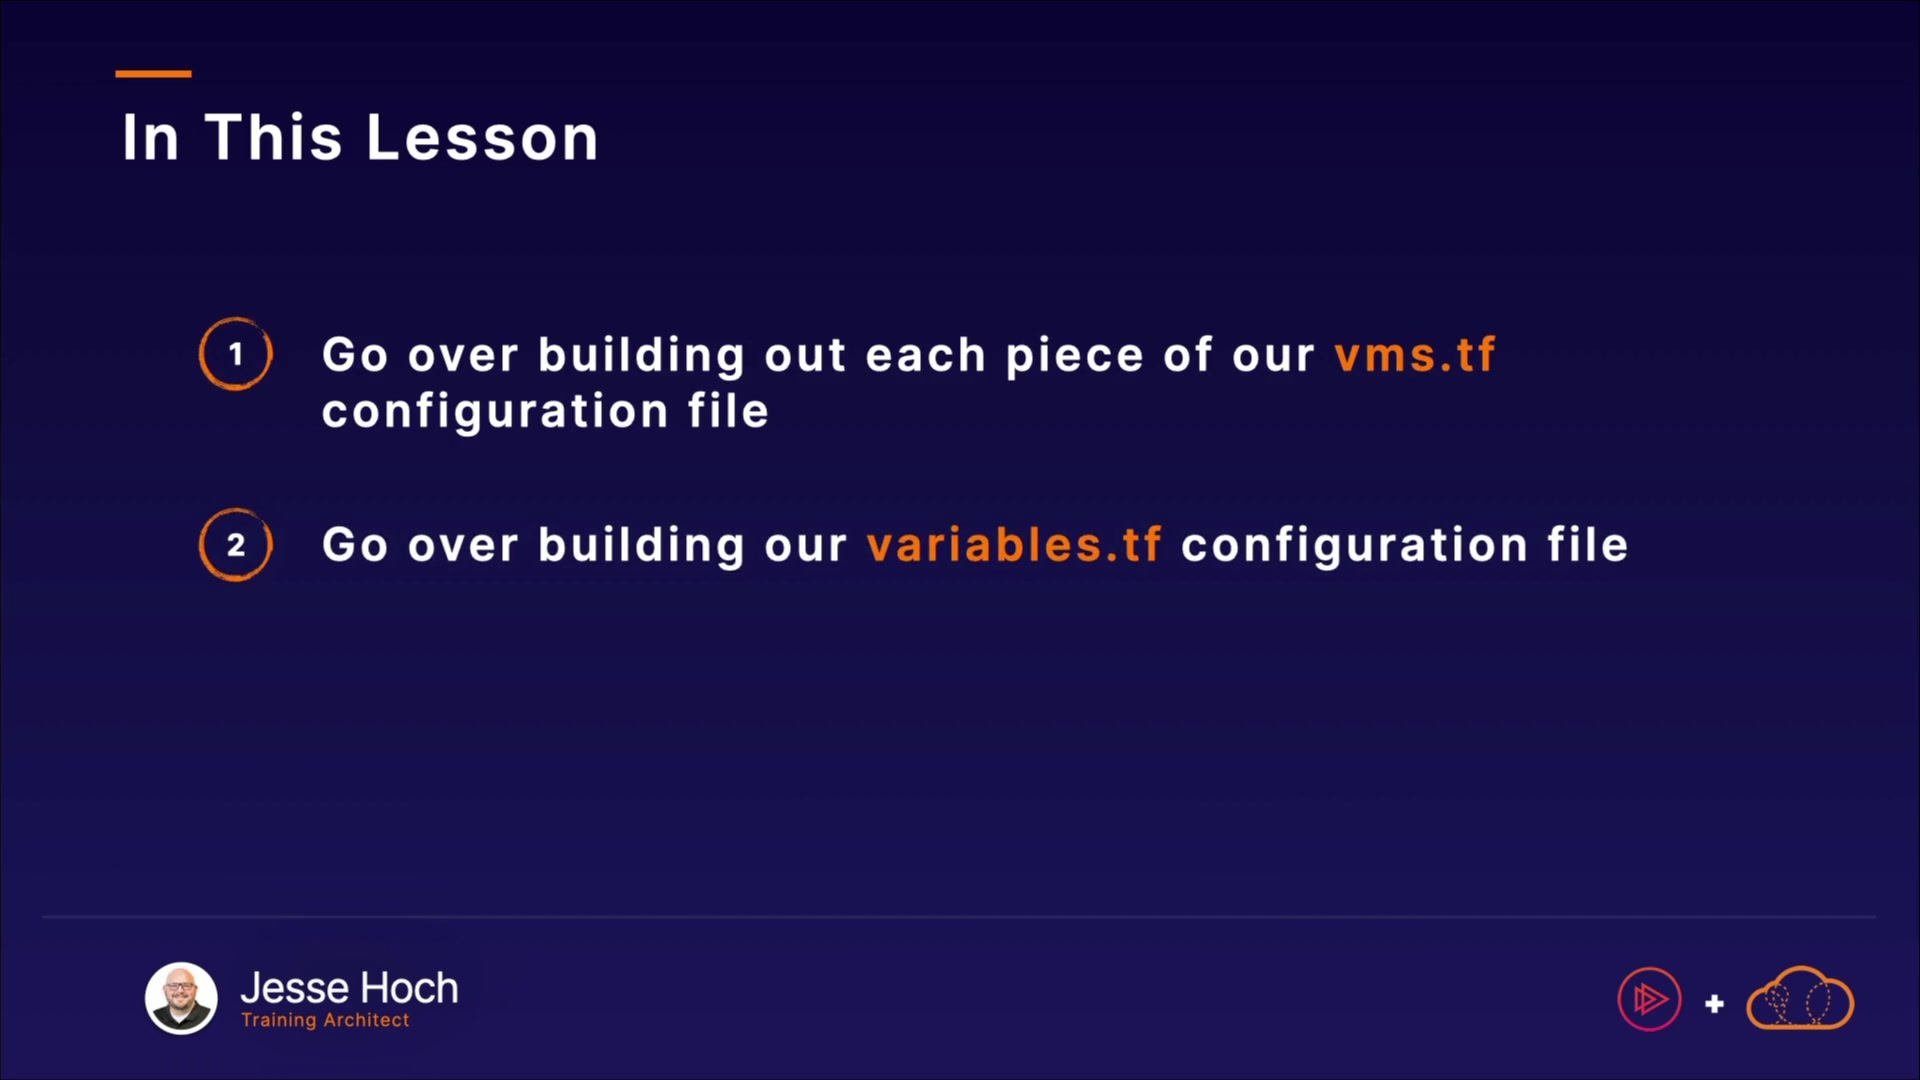 In This Lesson
1
Go over building out each piece of our vms.tf
configuration file
2
Go over building our variables.tf configuration file
Jesse Hoch
Training Architect
+